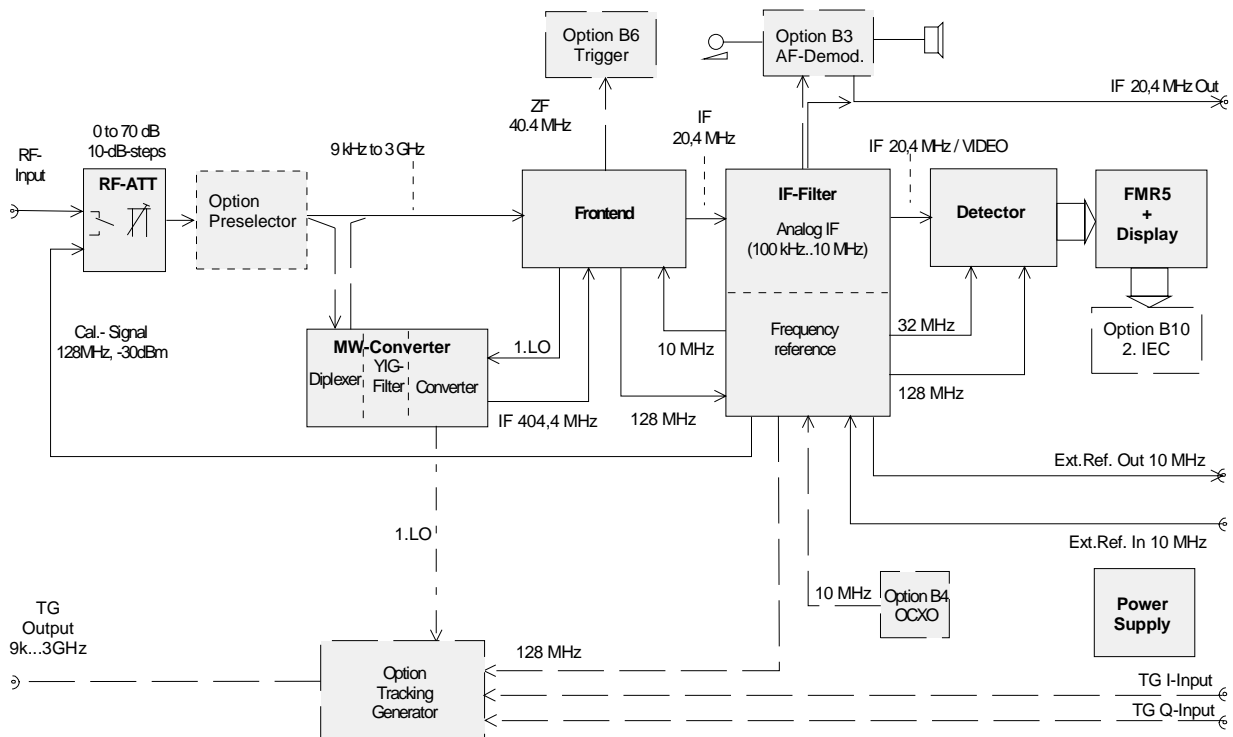 Option B6
Trigger
Option B3
AF-Demod.
IF 20,4 MHz Out
ZF
40.4 MHz
IF
20,4 MHz
0 to 70 dB
10-dB-steps
RF-
Input
9 kHz to 3 GHz
IF 20,4 MHz / VIDEO
RF-ATT
Option
Preselector
Frontend
IF-Filter
Analog IF
(100 kHz..10 MHz)
Detector
FMR5
+
Display
Cal.- Signal
128MHz, -30dBm
MW-Converter
Diplexer
YIG-
Filter
Converter
1.LO
10 MHz
Frequency
reference
32 MHz
Option B10
2. IEC
IF 404,4 MHz
128 MHz
128 MHz
Ext.Ref. Out 10 MHz
1.LO
Ext.Ref. In 10 MHz
10 MHz
Option B4
OCXO
Power
Supply
TG
Output
9k...3GHz
128 MHz
Option
Tracking
Generator
TG I-Input
TG Q-Input